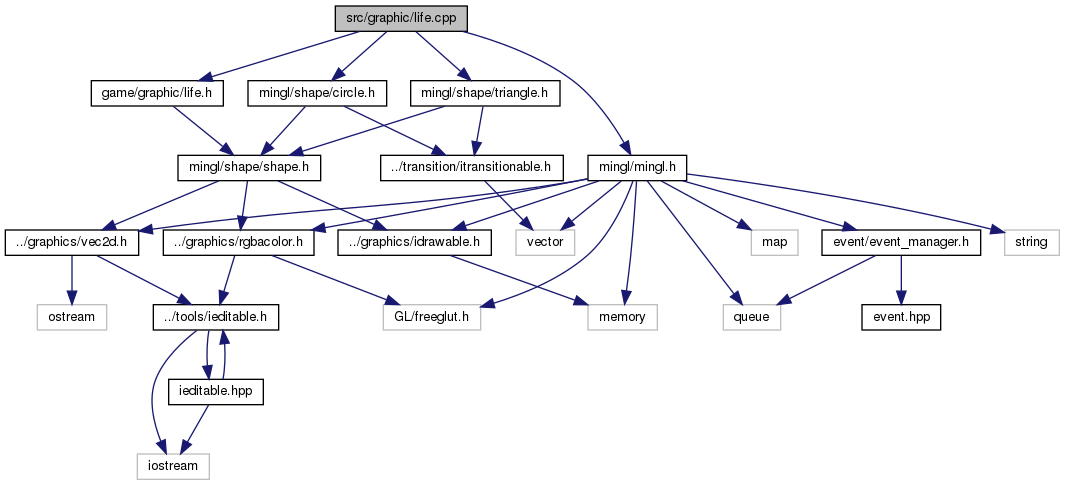 src/graphic/life.cpp
game/graphic/life.h
mingl/shape/circle.h
mingl/shape/triangle.h
mingl/shape/shape.h
../transition/itransitionable.h
mingl/mingl.h
../graphics/vec2d.h
../graphics/rgbacolor.h
../graphics/idrawable.h
vector
map
event/event_manager.h
string
ostream
../tools/ieditable.h
GL/freeglut.h
memory
queue
event.hpp
ieditable.hpp
iostream